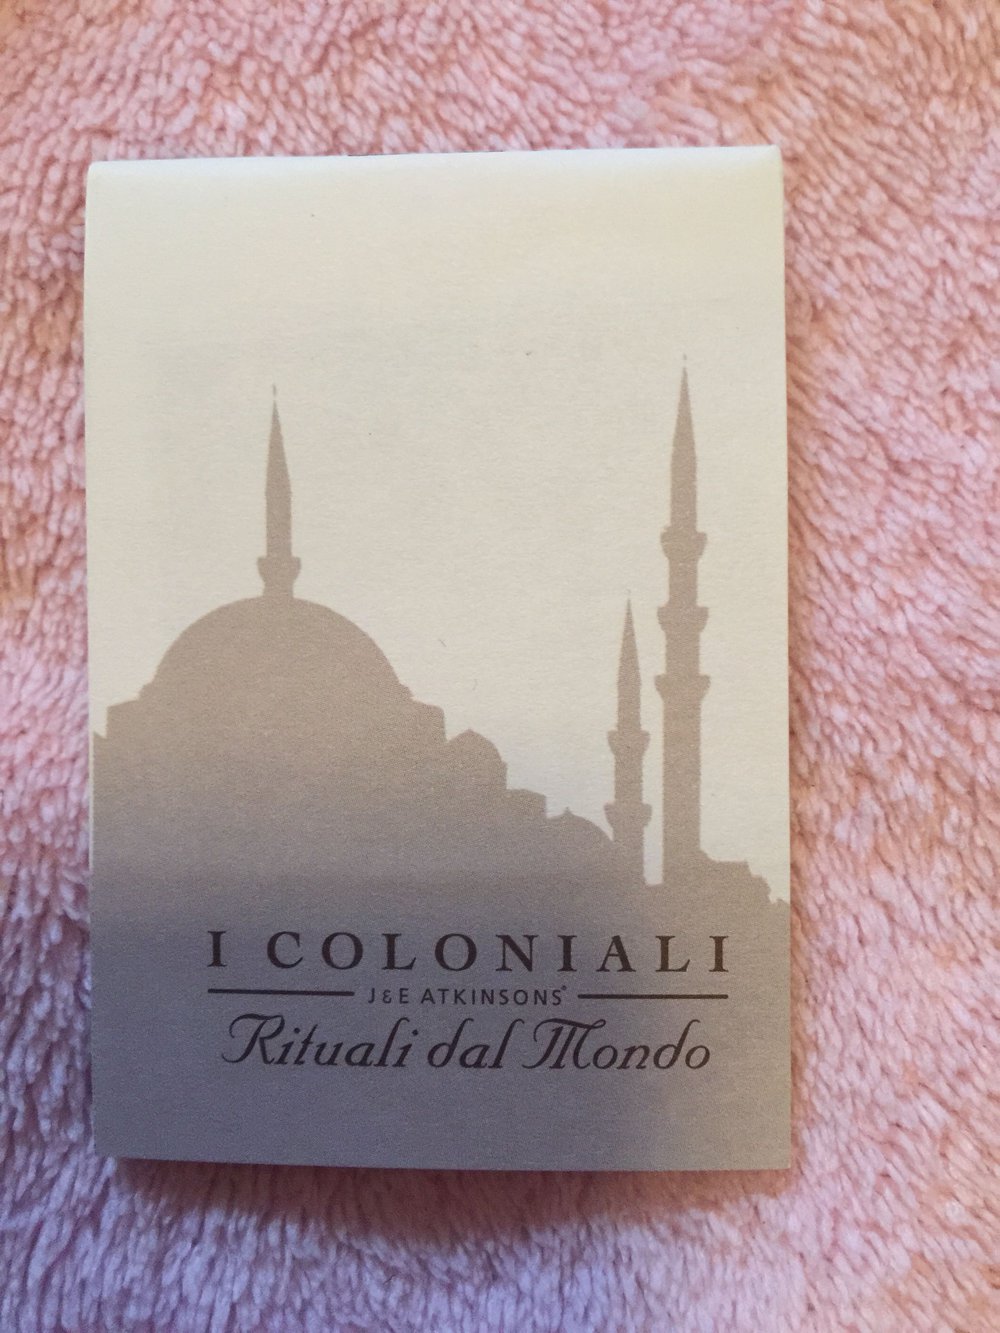 I COLONIALI
J & E ATKINSONS®
Rituali dal Mondo